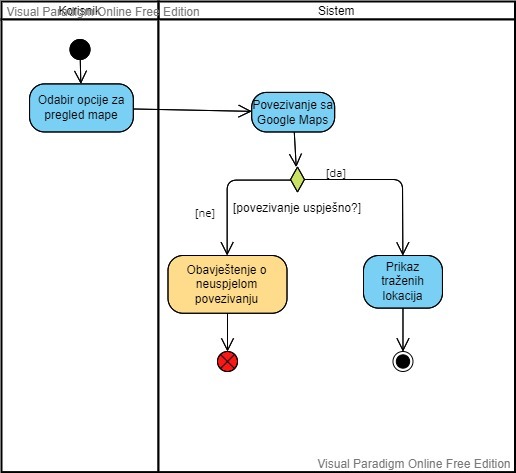 Visual Paradigm Online Free Edition
Korisnik
Sistem
Odabir opcije za
pregled mape
Povezivanje sa
Google Maps
[da]
[ne]
[povezivanje uspješno?]
Obavještenje o
neuspjelom
povezivanju
Prikaz
traženih
lokacija
Visual Paradigm Online Free Edition